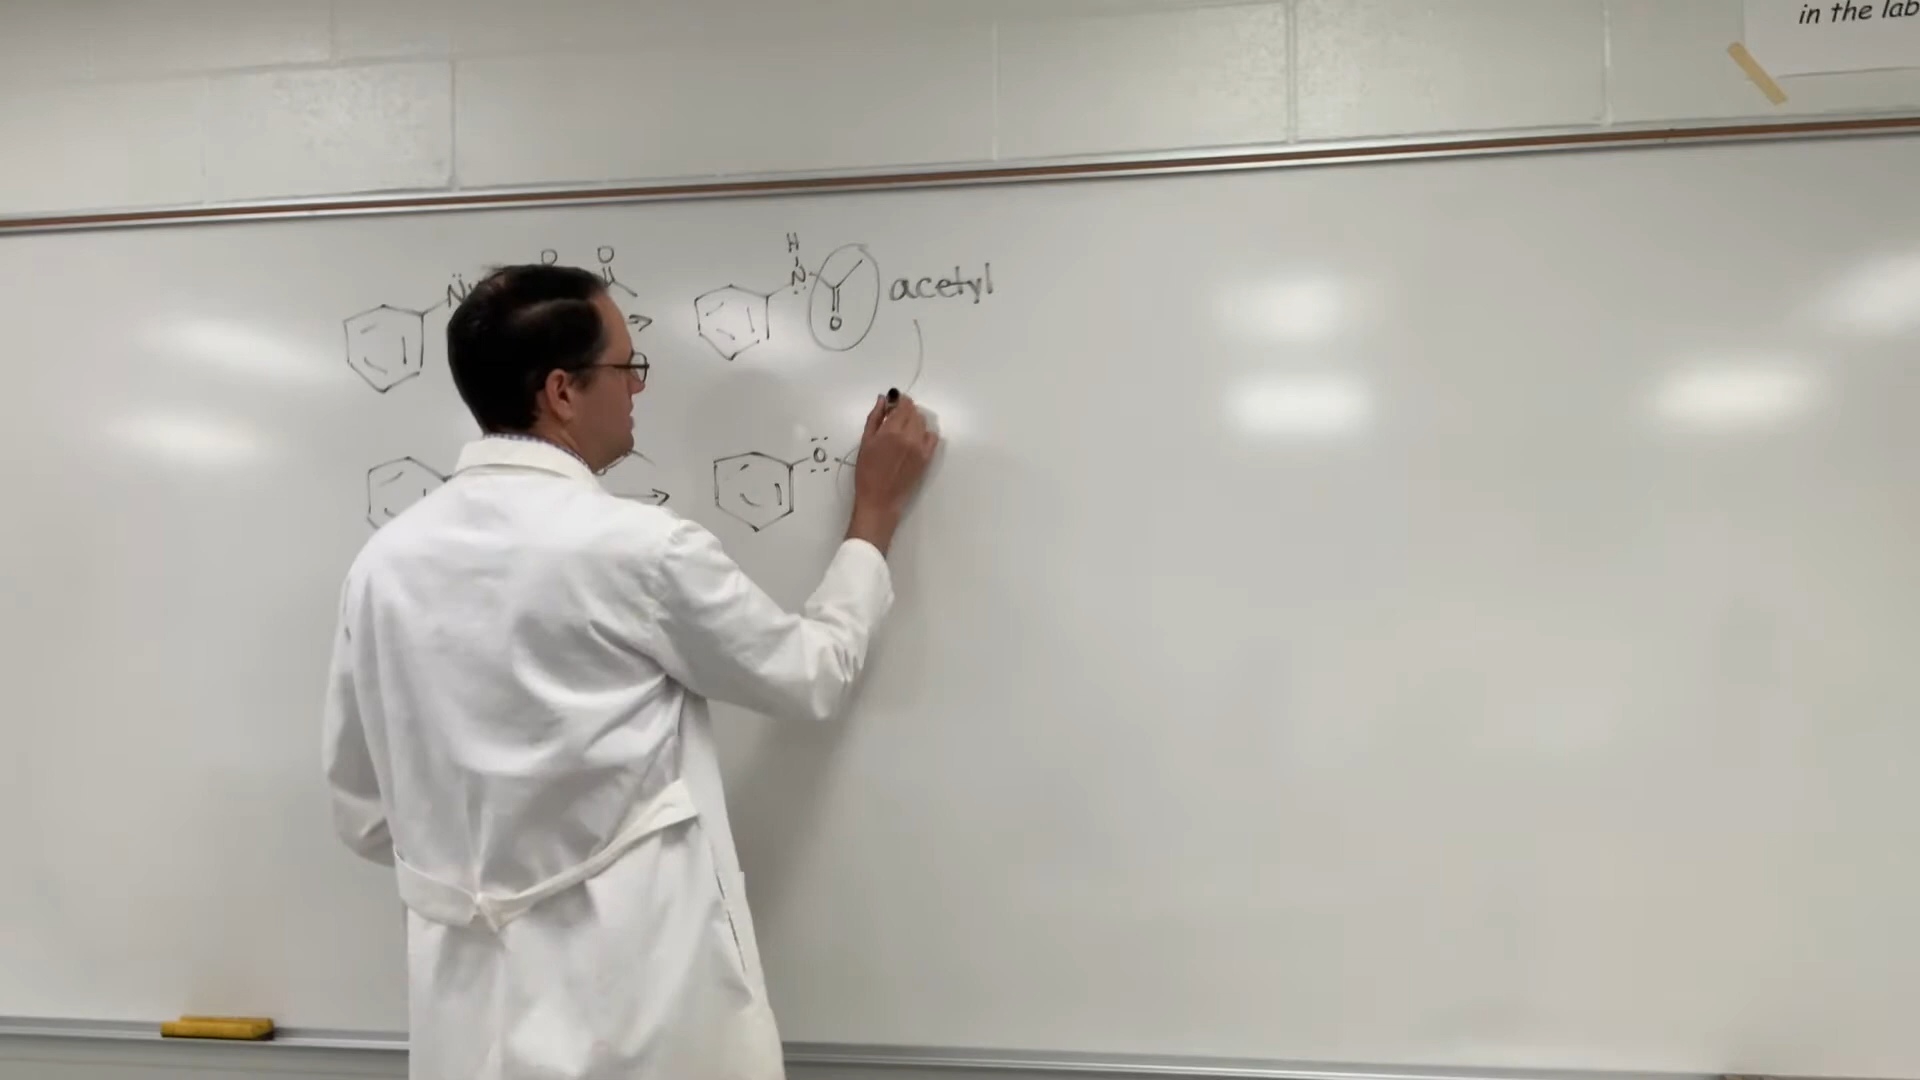 in the lab
O O
N
H
N
O
acetyl
O